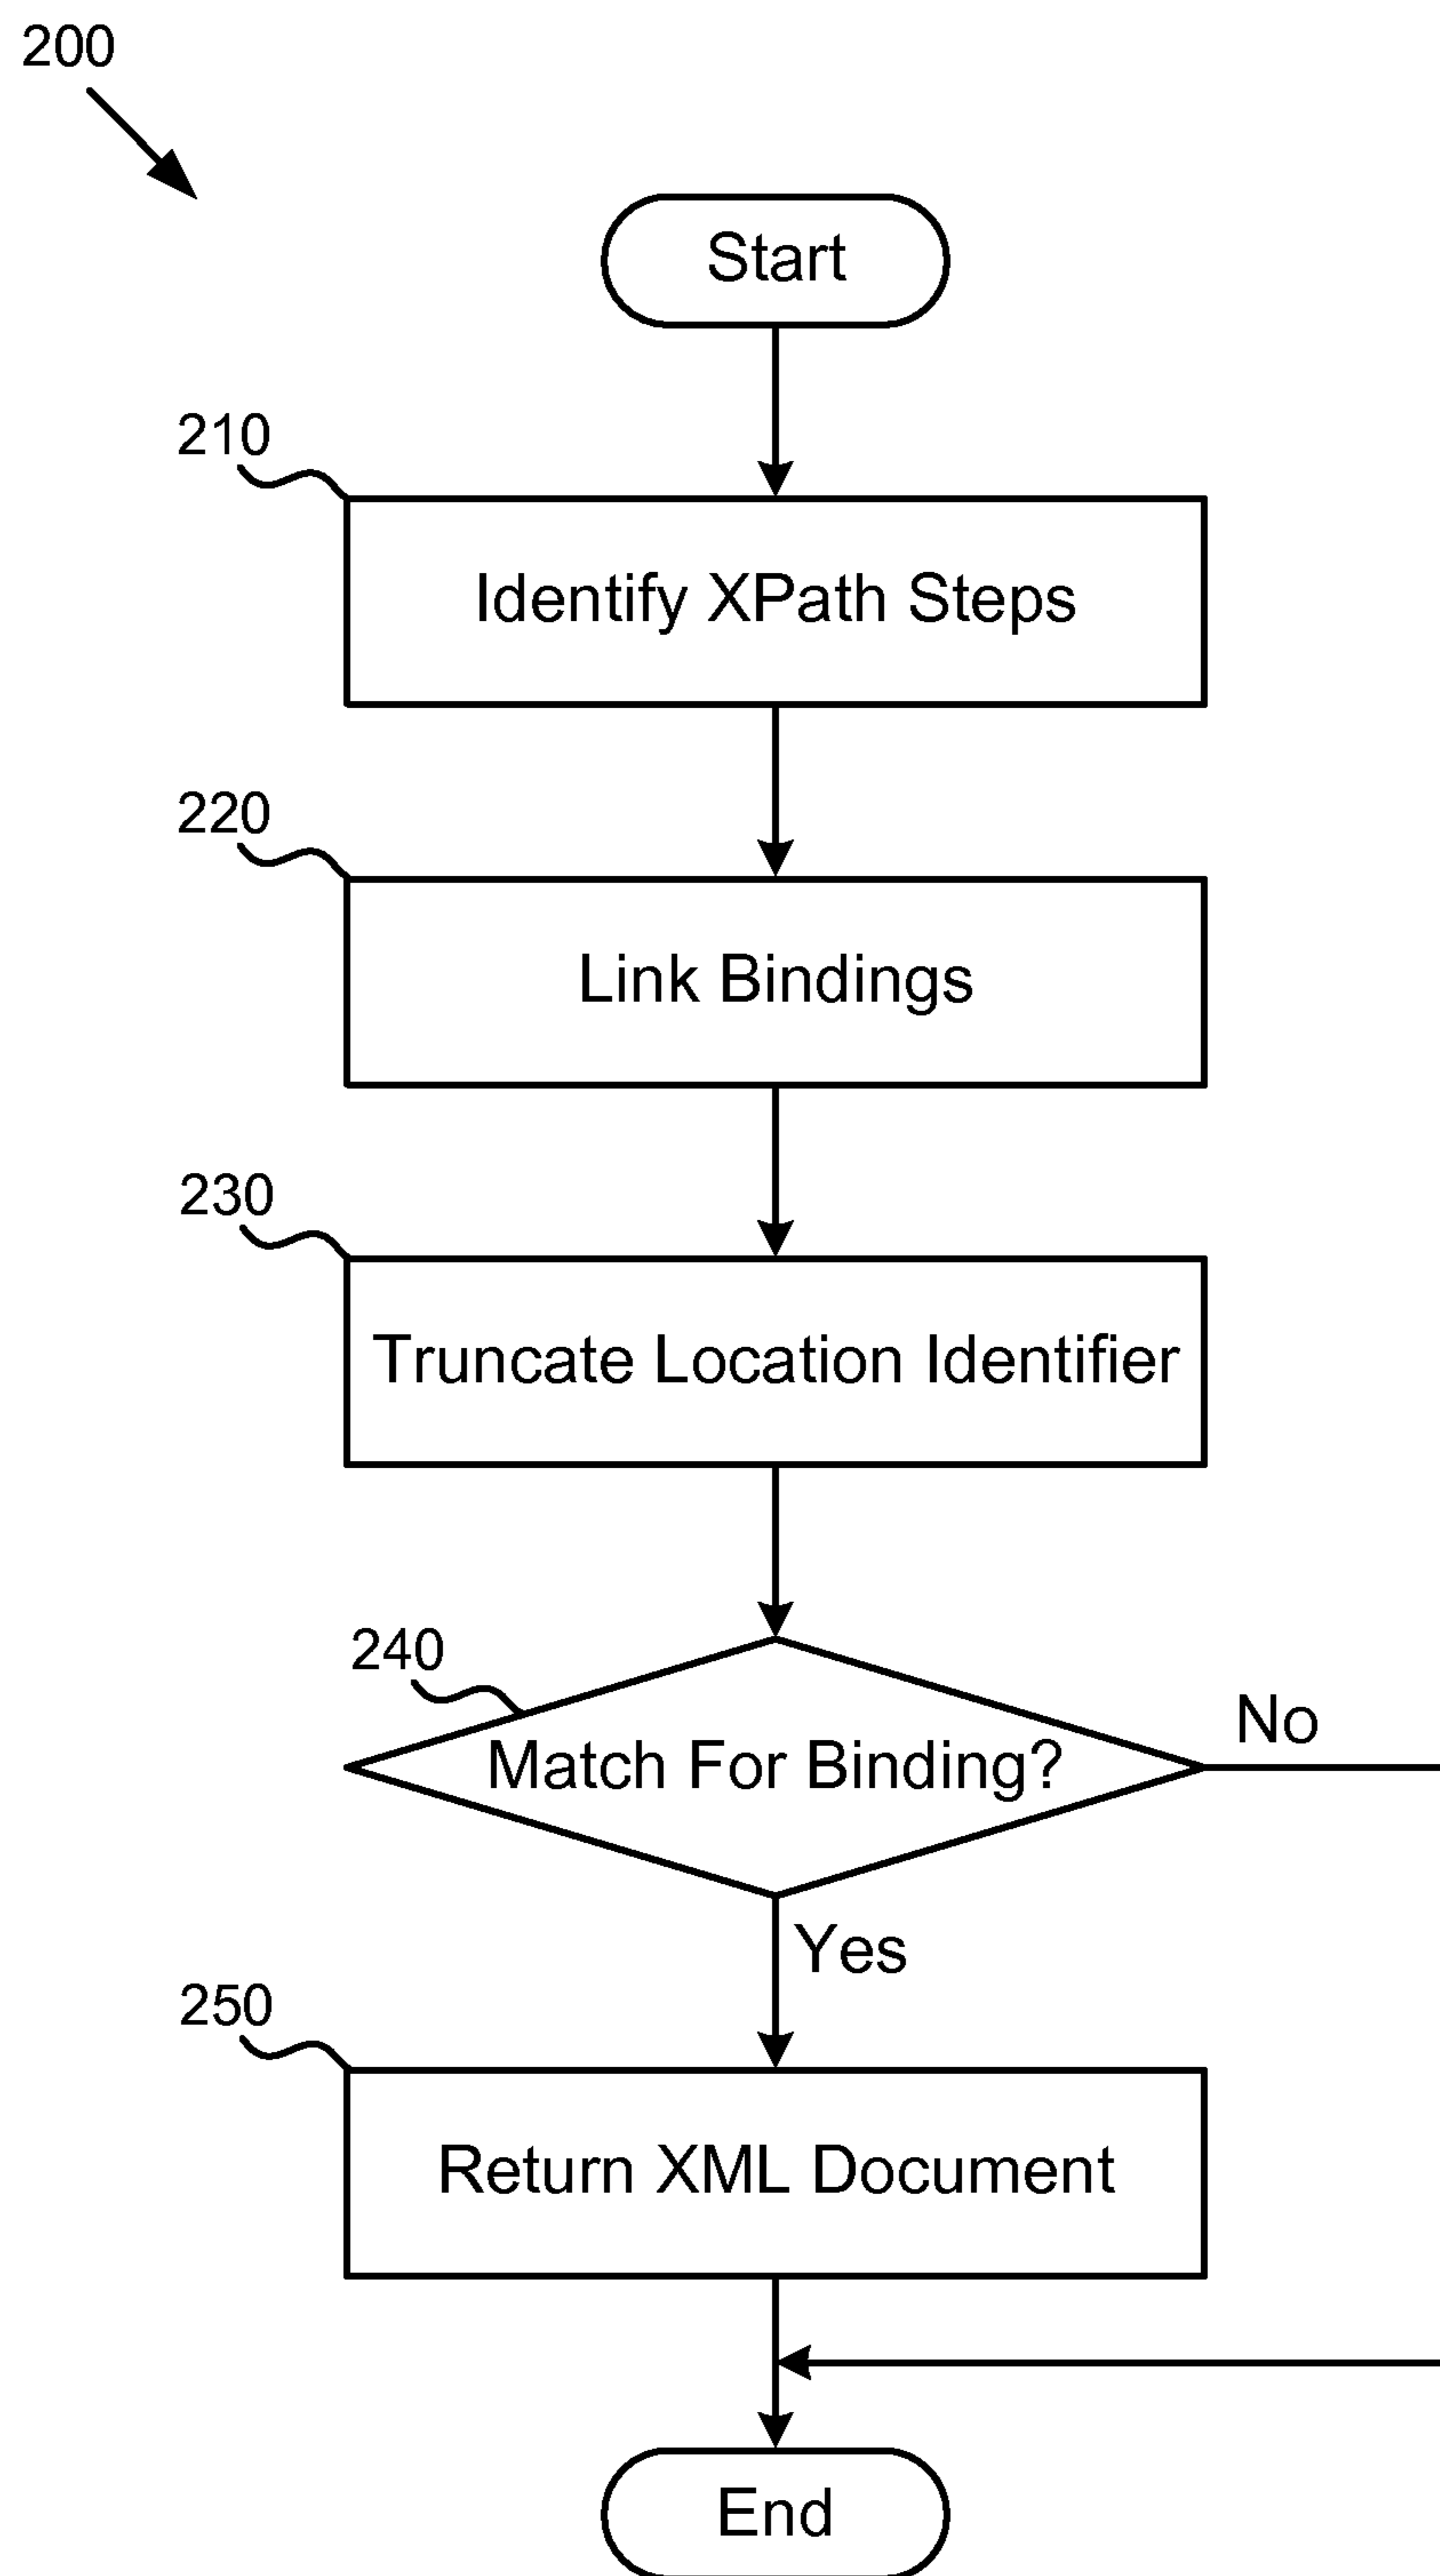 200
Start
210
Identify XPath Steps
220
Link Bindings
230
Truncate Location Identifier
240
Match For Binding?
No
Yes
250
Return XML Document
End